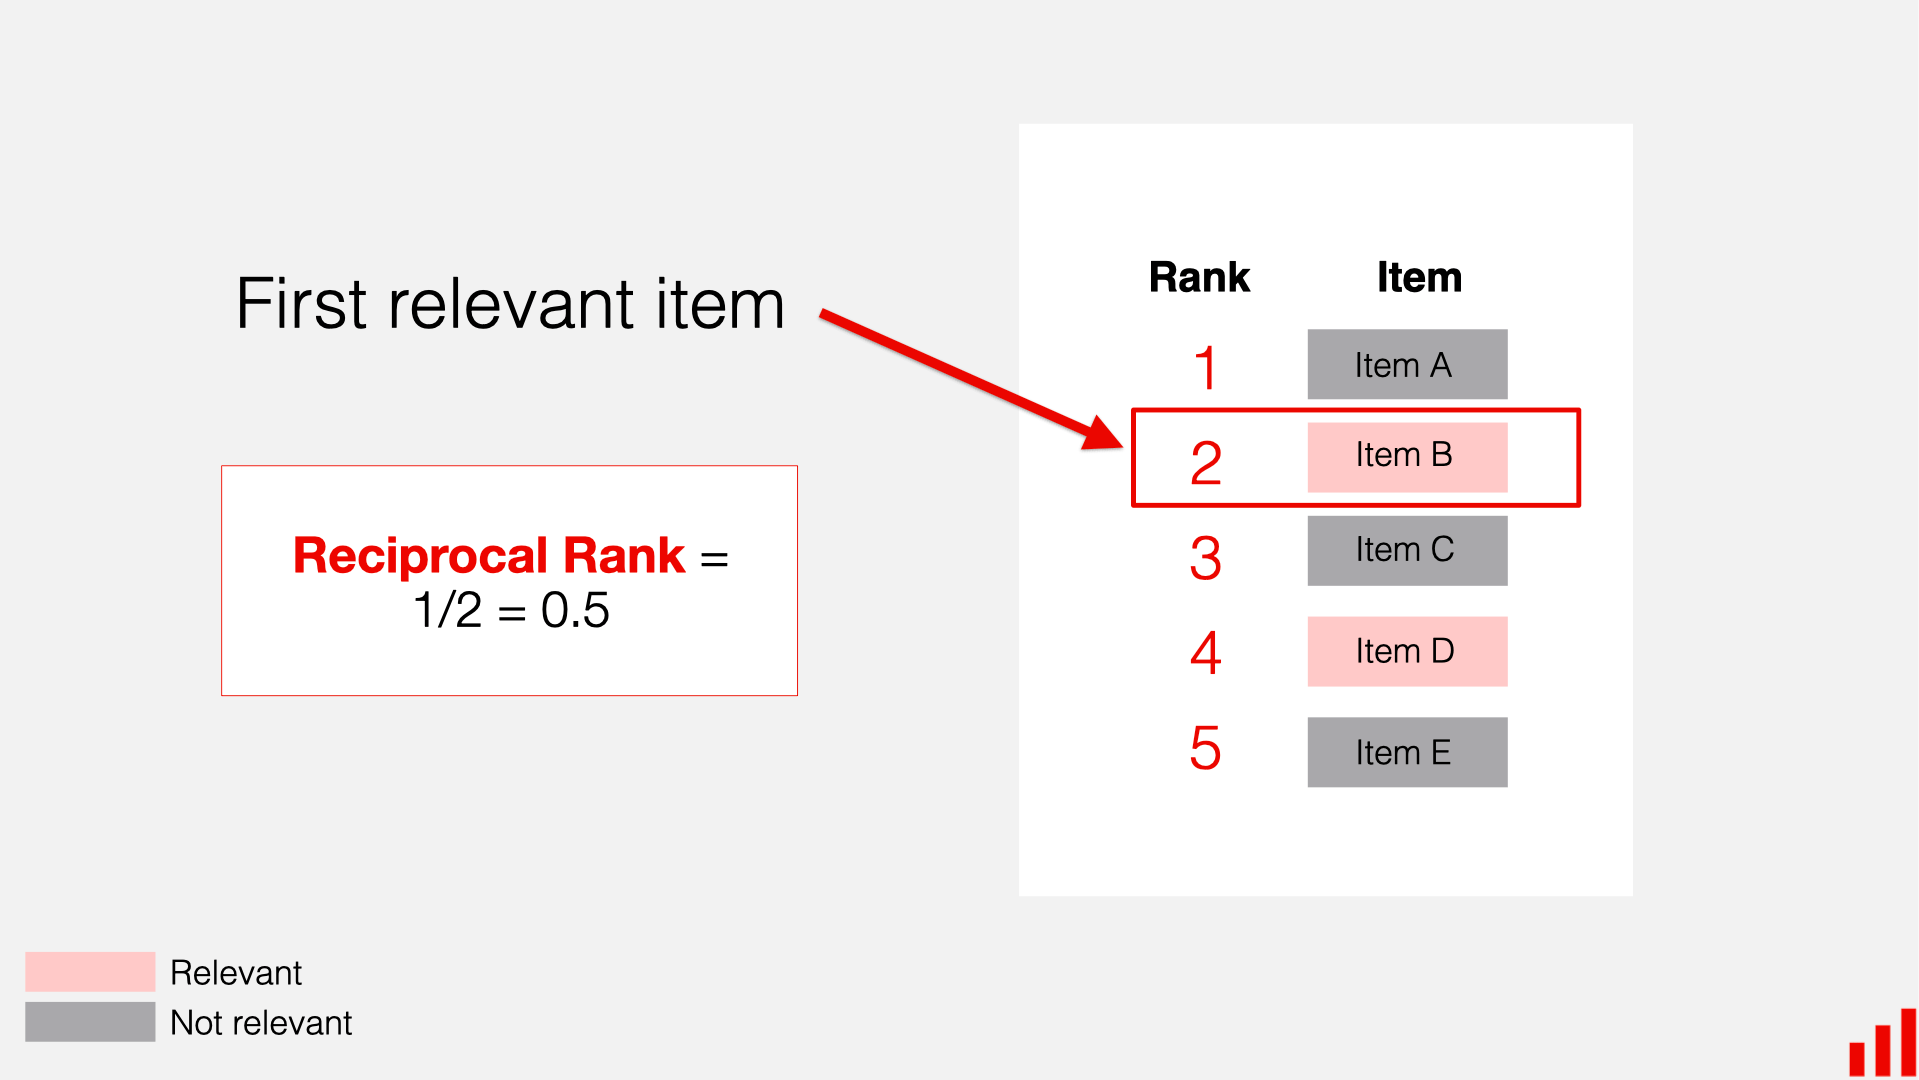 First relevant item
Reciprocal Rank =
1/2 = 0.5
Rank Item
1 Item A
2 Item B
3 Item C
4 Item D
5 Item E
Relevant
Not relevant